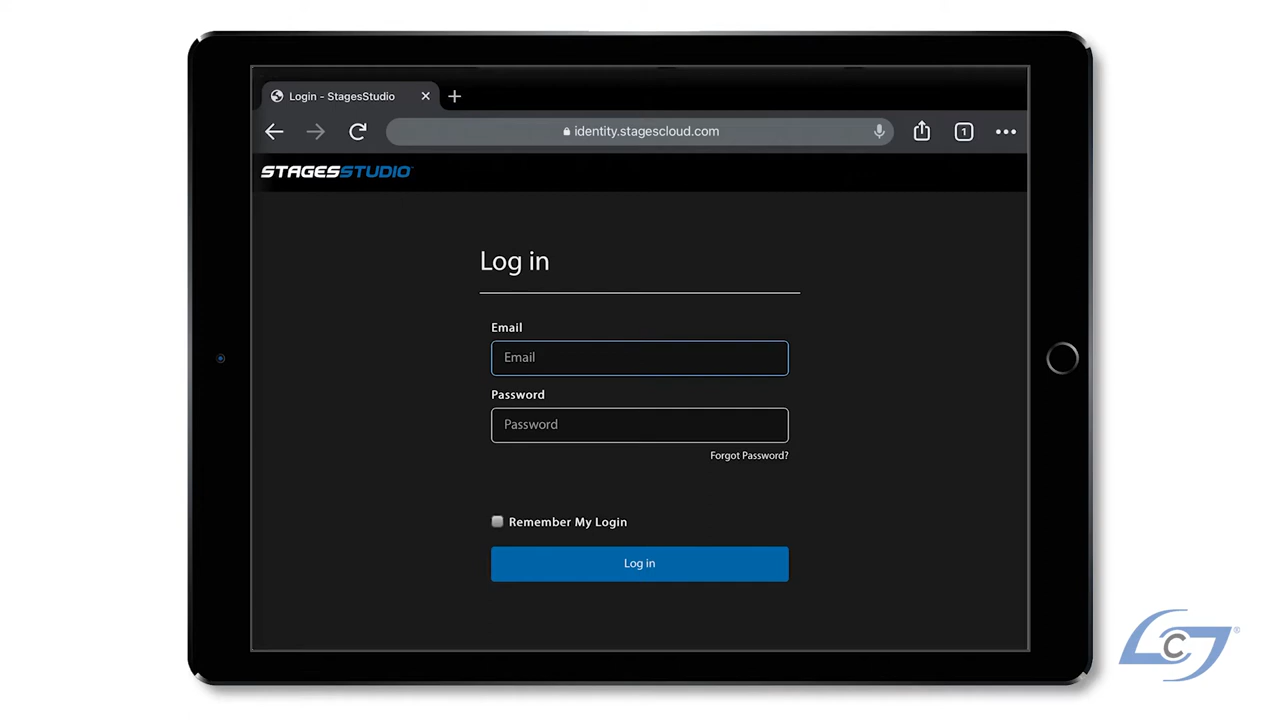 Login - StagesStudio
identity.stagescloud.com
1
STAGESSTUDIO
Log in
Email
Email
Password
Password
Forgot Password?
Remember My Login
Log in
C
®